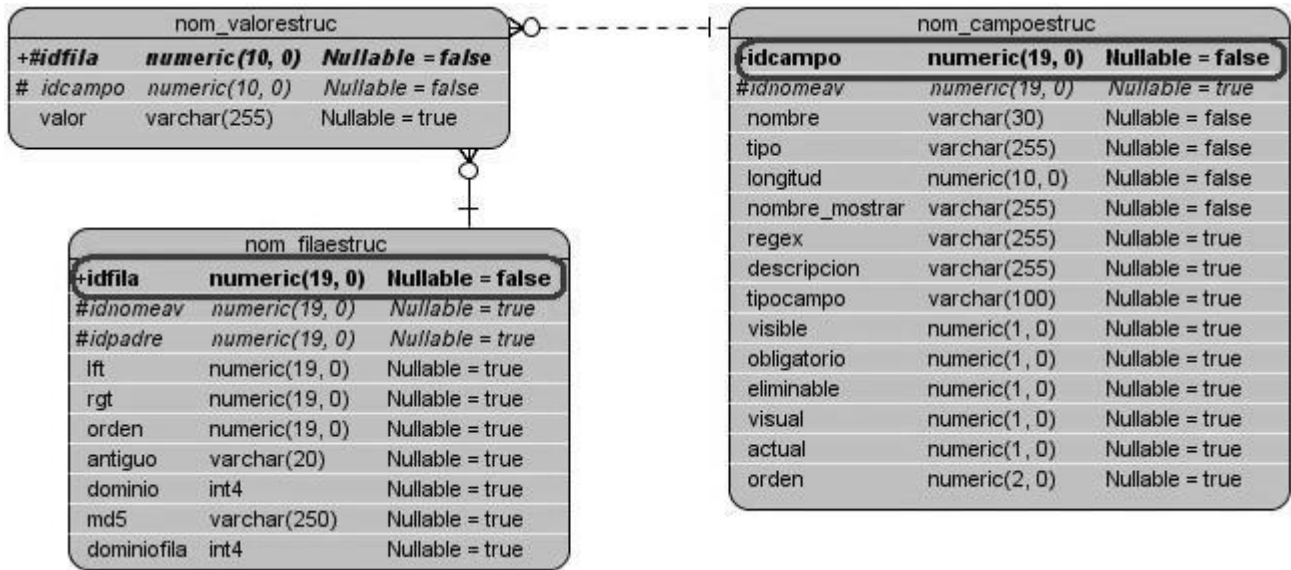 nom_valorestruc
+#idfila numeric(10, 0) Nullable = false
# idcampo numeric(10, 0) Nullable = false
valor varchar(255) Nullable = true
nom_filaestruc
+idfila numeric(19, 0) Nullable = false
#idnomeav numeric(19, 0) Nullable = true
#idpadre numeric(19, 0) Nullable = true
lft numeric(19, 0) Nullable = true
rgt numeric(19, 0) Nullable = true
orden numeric(19, 0) Nullable = true
antiguo varchar(20) Nullable = true
dominio int4 Nullable = true
md5 varchar(250) Nullable = true
dominiofila int4 Nullable = true
nom_campoestruc
+idcampo numeric(19, 0) Nullable = false
#idnomeav numeric(19, 0) Nullable = true
nombre varchar(30) Nullable = false
tipo varchar(255) Nullable = false
longitud numeric(10, 0) Nullable = false
nombre_mostrar varchar(255) Nullable = false
regex varchar(255) Nullable = true
descripcion varchar(255) Nullable = true
tipocampo varchar(100) Nullable = true
visible numeric(1, 0) Nullable = true
obligatorio numeric(1, 0) Nullable = true
eliminable numeric(1, 0) Nullable = true
visual numeric(1, 0) Nullable = true
actual numeric(1, 0) Nullable = true
orden numeric(2, 0) Nullable = true